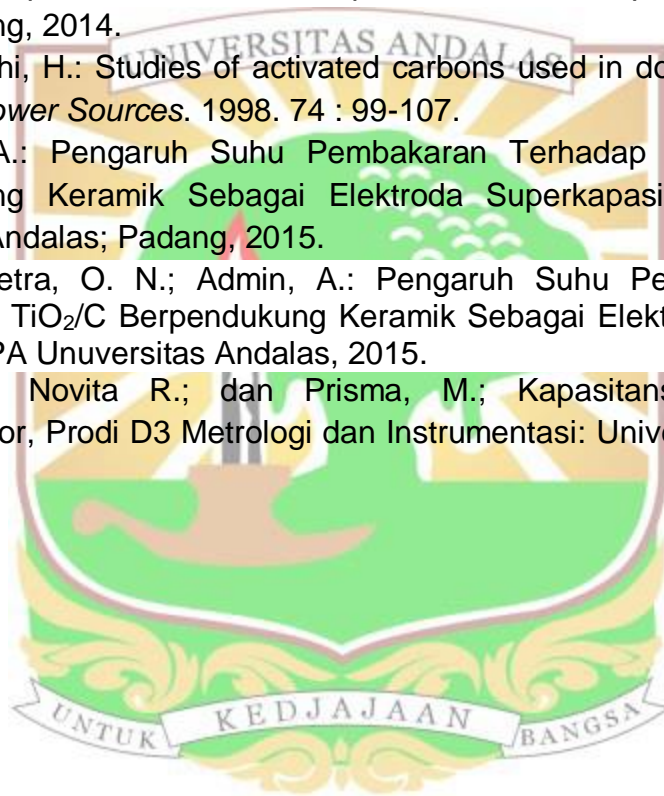 ng, 2014.
UNIVERSITAS ANDALAS
hi, H.: Studies of activated carbons used in do
ower Sources. 1998. 74 : 99-107.
A.: Pengaruh Suhu Pembakaran Terhadap
ng Keramik Sebagai Elektroda Superkapasi
Andalas; Padang, 2015.
etra, O. N.; Admin, A.: Pengaruh Suhu Pe
TiO₂/C Berpendukung Keramik Sebagai Elekt
PA Unuversitas Andalas, 2015.
Novita R.; dan Prisma, M.; Kapasitans
or, Prodi D3 Metrologi dan Instrumentasi: Unive
UNTUK KEDJAJAAN BANGSA